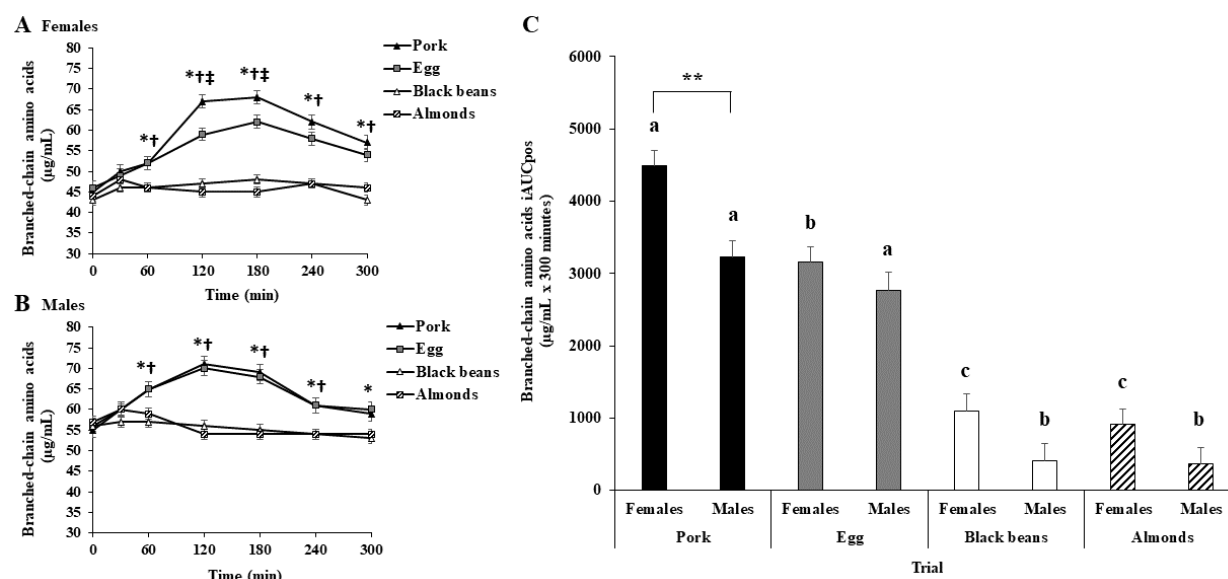 A Females
Branched-chain amino acids
(µg/mL)
80
75
70
65
60
55
50
45
40
35
30
*†
*†‡
*†‡
*†
*†
0 60 120 180 240 300
Time (min)
Pork
Egg
Black beans
Almonds
B Males
Branched-chain amino acids
(µg/mL)
80
75
70
65
60
55
50
45
40
35
30
*†
*†
*†
*†
*
0 60 120 180 240 300
Time (min)
Pork
Egg
Black beans
Almonds
C
Branched-chain amino acids iAUCpos
(µg/mL x 300 minutes)
6000
5000
4000
3000
2000
1000
0
**
a a b a c b c b
Females Males Females Males Females Males Females Males
Pork Egg Black beans Almonds
Trial